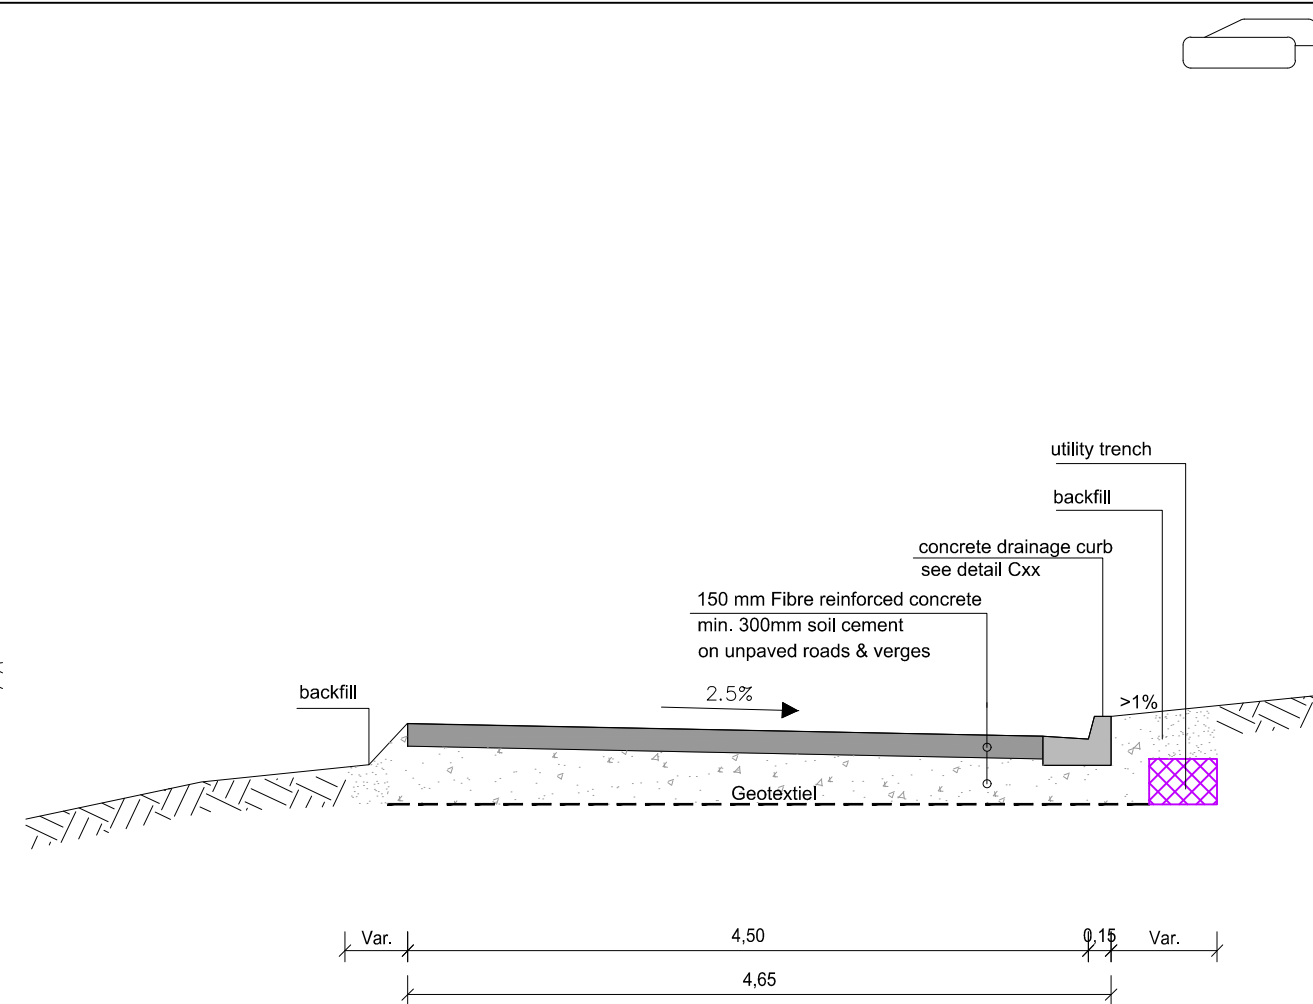 utility trench
backfill
concrete drainage curb
see detail Cxx
150 mm Fibre reinforced concrete
min. 300mm soil cement
on unpaved roads & verges
backfill
2.5%
>1%
Geotextiel
Var.
4,50
0,15
Var.
4,65